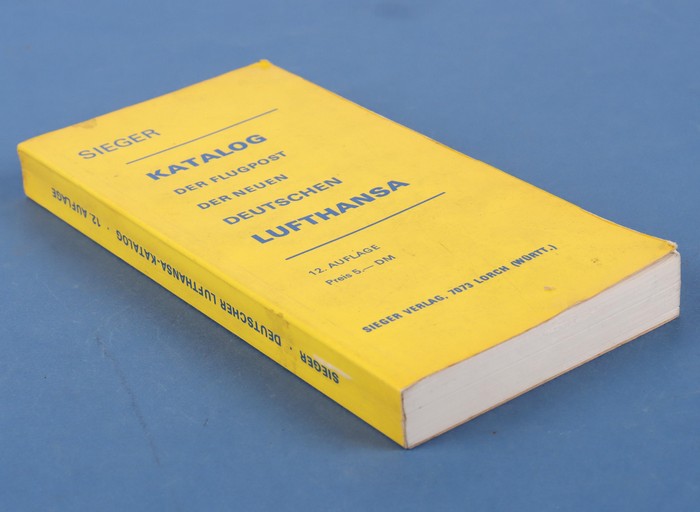 SIEGER
KATALOG
DER FLUGPOST
DER NEUEN
DEUTSCHEN
LUFTHANSA
12. AUFLAGE
Preis 5,— DM
SIEGER VERLAG, 7073 LORCH (WÜRTT.)
SIEGER · DEUTSCHER LUFTHANSA-KATALOG · 12. AUFLAGE